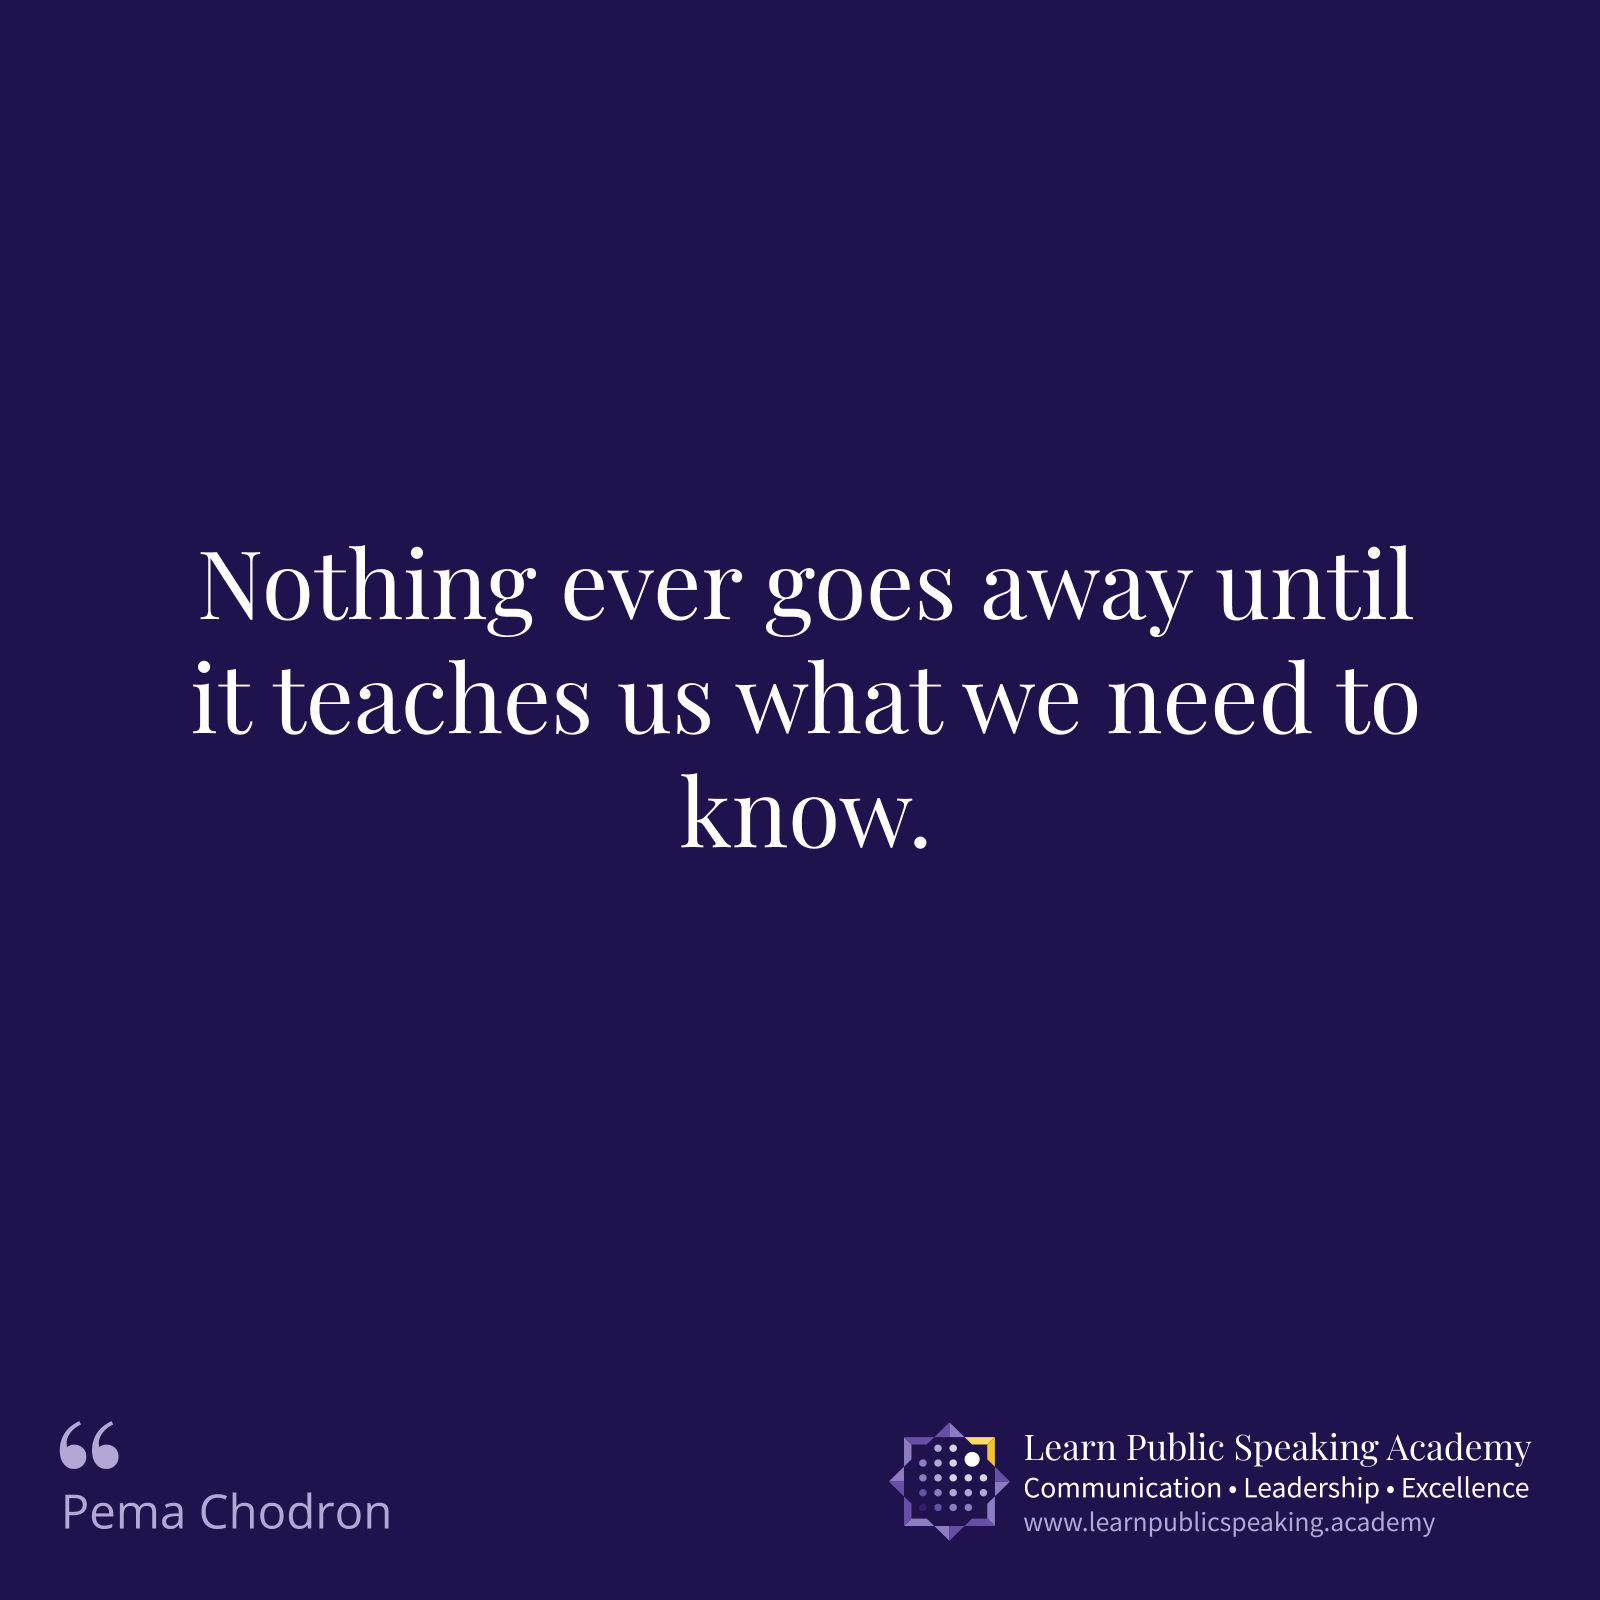 Nothing ever goes away until
it teaches us what we need to
know.
Pema Chodron
Learn Public Speaking Academy
Communication • Leadership • Excellence
www.learnpublicspeaking.academy